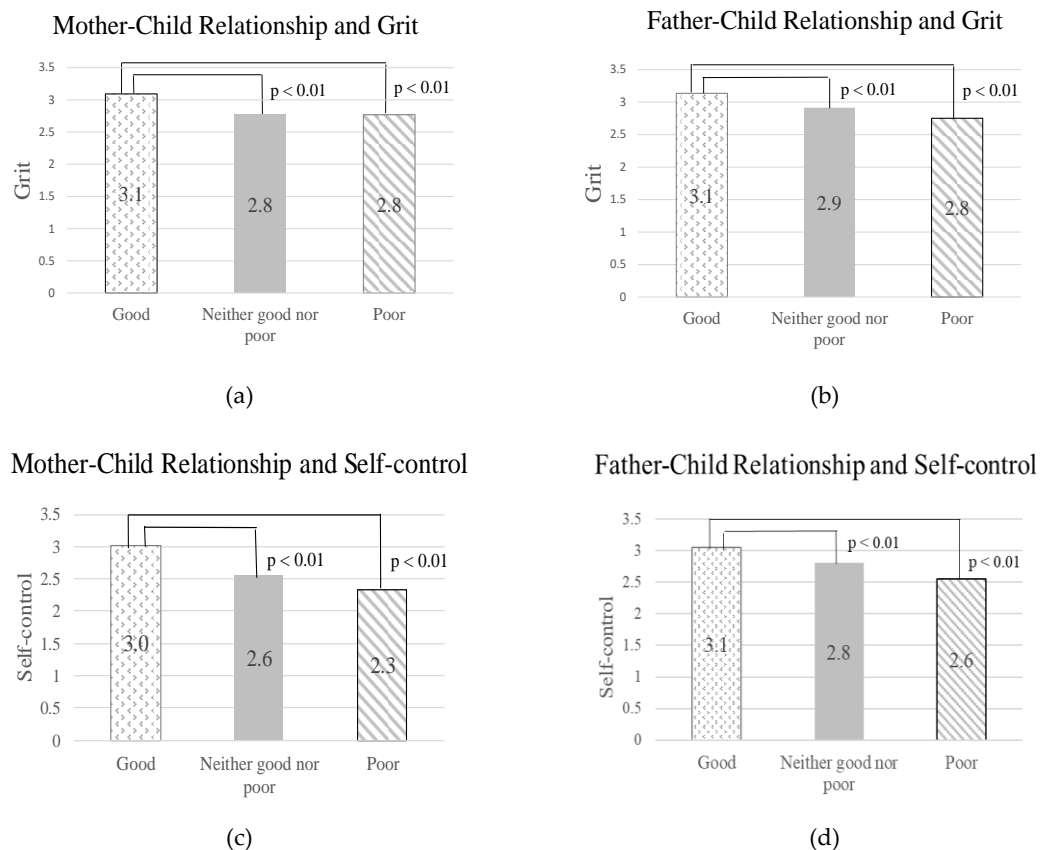 Mother-Child Relationship and Grit
3.5
3
2.5
2
1.5
1
0.5
0
Grit
p < 0.01
p < 0.01
3.1
2.8
2.8
Good
Neither good nor
poor
Poor
(a)
Father-Child Relationship and Grit
3.5
3
2.5
2
1.5
1
0.5
0
Grit
p < 0.01
p < 0.01
3.1
2.9
2.8
Good
Neither good nor
poor
Poor
(b)
Mother-Child Relationship and Self-control
3.5
3
2.5
2
1.5
1
0.5
0
Self-control
p < 0.01
p < 0.01
3.0
2.6
2.3
Good
Neither good nor
poor
Poor
(c)
Father-Child Relationship and Self-control
3.5
3
2.5
2
1.5
1
0.5
0
Self-control
p < 0.01
p < 0.01
3.1
2.8
2.6
Good
Neither good nor
poor
Poor
(d)